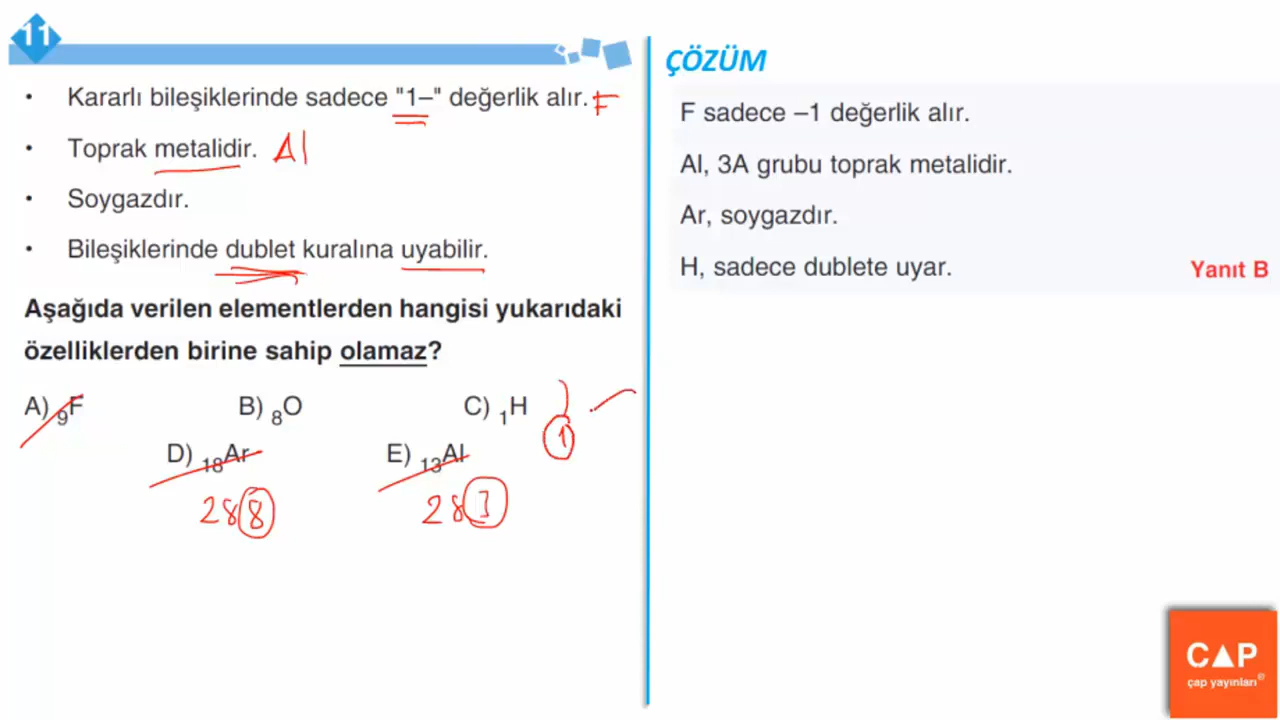 11
• Kararlı bileşiklerinde sadece "1–" değerlik alır. F
• Toprak metalidir. Al
• Soygazdır.
• Bileşiklerinde dublet kuralına uyabilir.
Aşağıda verilen elementlerden hangisi yukarıdaki
özelliklerden birine sahip olamaz?
A) ₉F B) ₈O C) ₁H ) 1
D) ₁₈Ar E) ₁₃Al
2 8 8 2 8 3
ÇÖZÜM
F sadece –1 değerlik alır.
Al, 3A grubu toprak metalidir.
Ar, soygazdır.
H, sadece dublete uyar. Yanıt B
ÇAP
çap yayınları©